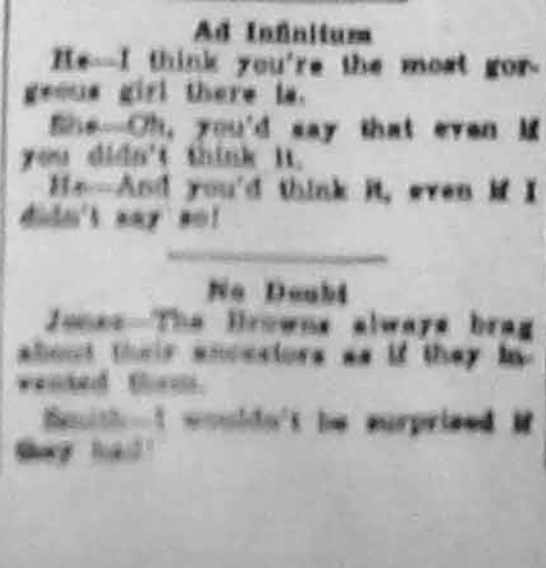 Ad Infinitum
He—I think you're the most gor-
geous girl there is.
She—Oh, you'd say that even if
you didn't think it.
He—And you'd think it, even if I
didn't say so!
No Doubt
Jones—The Browns always brag
about their ancestors as if they in-
vented them.
Smith—I wouldn't be surprised if
they had!